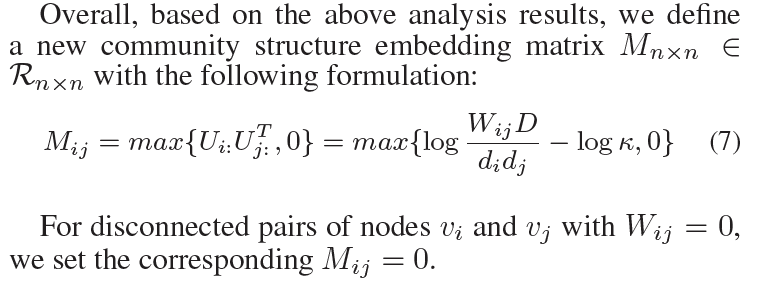 Overall, based on the above analysis results, we define
a new community structure embedding matrix $M_{n \times n} \in$
$\mathcal{R}_{n \times n}$ with the following formulation:
$M_{ij} = max\{U_{i:}U_{j:}^{T}, 0\} = max\{\log \frac{W_{ij}D}{d_i d_j} - \log \kappa, 0\}$ (7)
For disconnected pairs of nodes $v_i$ and $v_j$ with $W_{ij} = 0$,
we set the corresponding $M_{ij} = 0$.